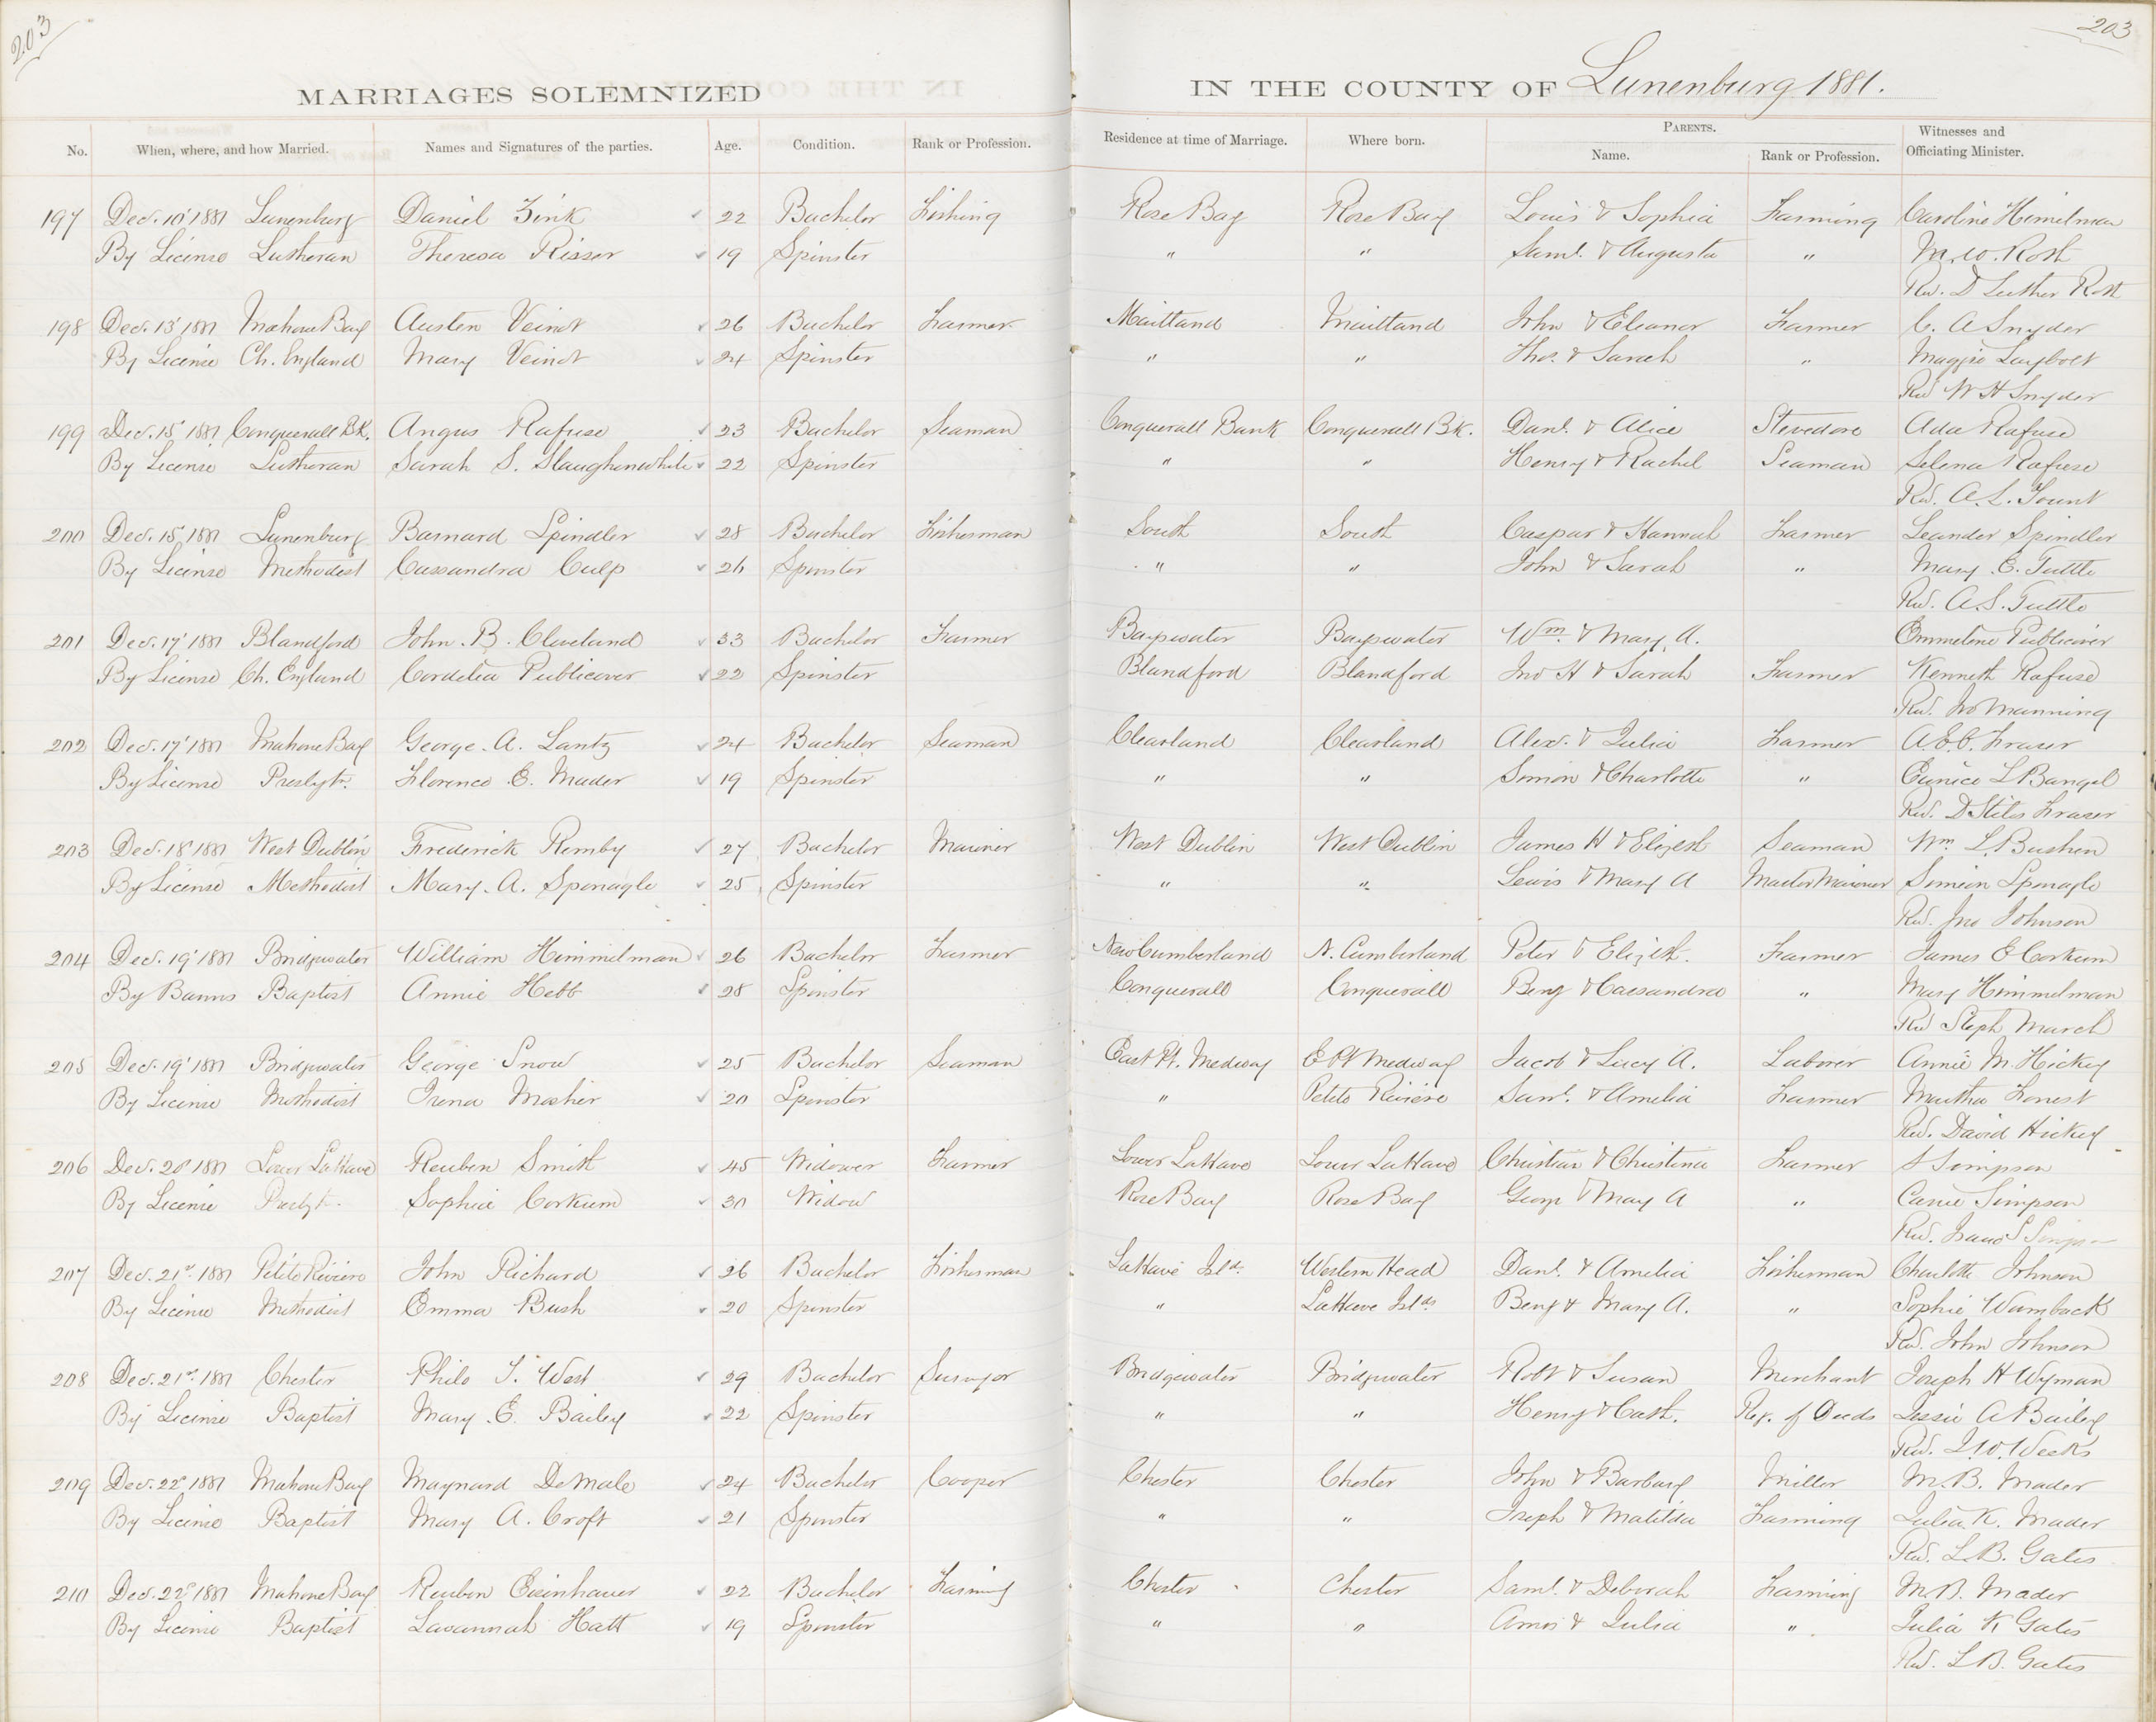 203
203
MARRIAGES SOLEMNIZED IN THE COUNTY OF Lunenburg 1881.
No. When, where, and how Married. Names and Signatures of the parties. Age. Condition. Rank or Profession. Residence at time of Marriage. Where born. PARENTS. Name. Rank or Profession. Witnesses and Officiating Minister.
197 Dec. 10 1881 Lunenburg Daniel Zink 22 Bachelor Fishing Rose Bay Rose Bay Louis & Sophia Farming Caroline Himelman
By License Lutheran Theresa Risser 19 Spinster " " Saml. & Augusta " M. W. Roth
Rev. D Luther Roth
198 Dec. 13 1881 Mahone Bay Austen Veinot 26 Bachelor Farmer Maitland Maitland John & Eleanor Farmer C. A Snyder
By License Ch. England Mary Veinot 24 Spinster " " Thos. & Sarah " Maggie Laybolt
Rev W H Snyder
199 Dec. 15 1881 Conquerall BK. Angus Rafuse 23 Bachelor Seaman Conquerall Bank Conquerall BK. Danl. & Alice Stevedore Ada Rafuse
By License Lutheran Sarah S. Slaughenwhite 22 Spinster " " Henry & Rachel Seaman Selena Rafuse
Rev. A. L. Yount
200 Dec. 15 1881 Lunenburg Barnard Spindler 28 Bachelor Fisherman South South Caspar & Hannah Farmer Leander Spindler
By License Methodist Cassandra Culp 26 Spinster " " John & Sarah " Mary E. Tuttle
Rev. A. S. Tuttle
201 Dec. 17 1881 Blandford John. B. Cleveland 33 Bachelor Farmer Bayswater Bayswater Wm. & Mary A. Emmeline Publicover
By License Ch. England Cordelia Publicover 22 Spinster Blandford Blandford Jno H & Sarah Farmer Kenneth Rafuse
Rev. Jno Manning
202 Dec. 17 1881 Mahone Bay George. A. Lantz 24 Bachelor Seaman Clearland Clearland Alex. & Julia Farmer A. E. C. Fraser
By License Presbytn. Florence E. Mader 19 Spinster " " Simon & Charlotte " Eunice L Bangel
Rev. D Stiles Fraser
203 Dec. 18 1881 West Dublin Frederick Remby 27 Bachelor Mariner West Dublin West Dublin James H & Elizth Seaman Wm L. Bushen
By License Methodist Mary. A. Sponagle 25 Spinster " " Lewis & Mary A Master Mariner Simeon Sponagle
Rev. Jno Johnson
204 Dec. 19 1881 Bridgewater William Himmelman 26 Bachelor Farmer New Cumberland N. Cumberland Peter & Elizth. Farmer James E Corkum
By Banns Baptist Annie Hebb 28 Spinster Conquerall Conquerall Benj & Cassandra " Mary Himmelman
Rev Steph March
205 Dec. 19 1881 Bridgewater George Snow 25 Bachelor Seaman East Pt. Medway E Pt Medway Jacob & Lucy A. Laborer Annie M. Hickey
By License Methodist Irena Mosher 20 Spinster " Petite Riviere Saml. & Amelia Farmer Martha Forrest
Rev. David Hickey
206 Dec. 20 1881 Lower LaHave Reuben Smith 45 Widower Farmer Lower LaHave Lower LaHave Christian & Christina Farmer Simpson
By License Presbyt. Sophia Corkum 30 Widow Rose Bay Rose Bay George & Mary A " Carrie Simpson
Rev. Simpson
207 Dec. 21st 1881 Petite Riviere John Richard 26 Bachelor Fisherman LaHave Isld. Western Head Danl. & Amelia Fisherman Charlotte Johnson
By License Methodist Emma Bush 20 Spinster " LaHave Islds Benj & Mary A. " Sophie Wamback
Rev. John Johnson
208 Dec. 21st 1881 Chester Philo West 29 Bachelor Surveyor Bridgewater Bridgewater Robt & Susan Merchant Joseph H Wyman
By License Baptist Mary. E. Bailey 22 Spinster " " Henry & Cath. Reg. of Deeds Jessie A Bailey
Rev. I. W. Weeks
209 Dec. 22d 1881 Mahone Bay Maynard DeMale 24 Bachelor Cooper Chester Chester John & Barbary Miller M. B. Mader
By License Baptist Mary A. Croft 21 Spinster " " Joseph & Matilda Farming Julia. K. Mader
Rev. L. B. Gates
210 Dec. 22d 1881 Mahone Bay Reuben Eisenhauer 22 Bachelor Farming Chester Chester Saml. & Deborah Farming M. B. Mader
By License Baptist Savannah Hatt 19 Spinster " " Amos & Julia " Julia K Gates
Rev. L. B. Gates